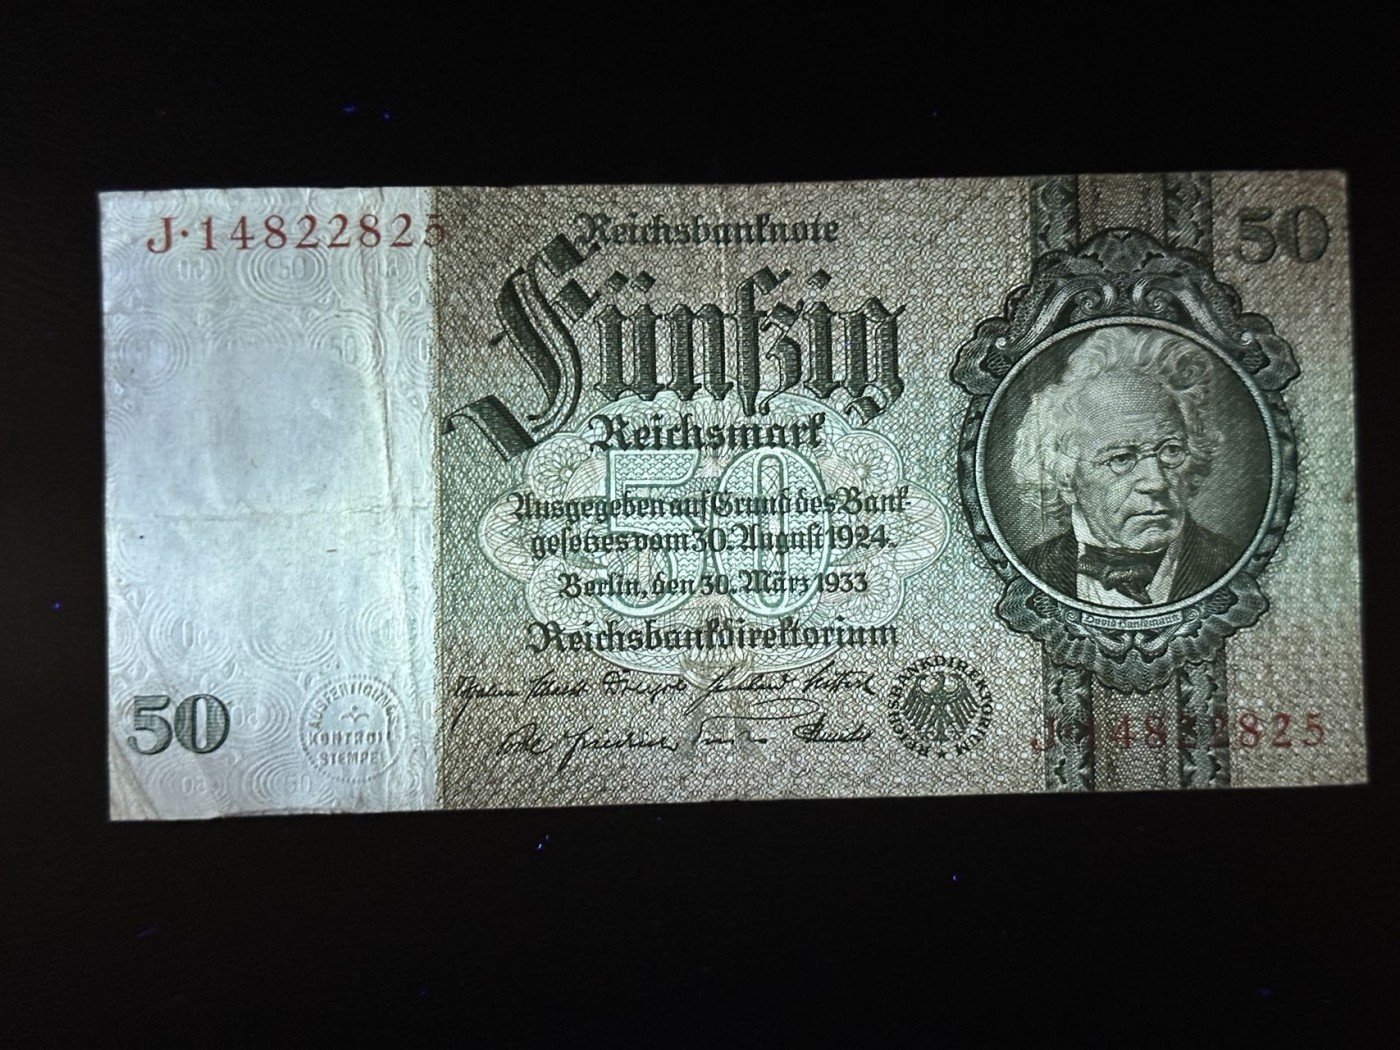 J·14822825
Reichsbanknote
50
Fünfzig
Reichsmark
50
Ausgegeben auf Grund des Bank-
gesetzes vom 30. August 1924.
Berlin, den 30. März 1933
Reichsbankdirektorium
David Hansemann
50
AUSFERTIGUNGS
KONTROLL
STEMPEL
REICHSBANKDIREKTORIUM
J·14822825